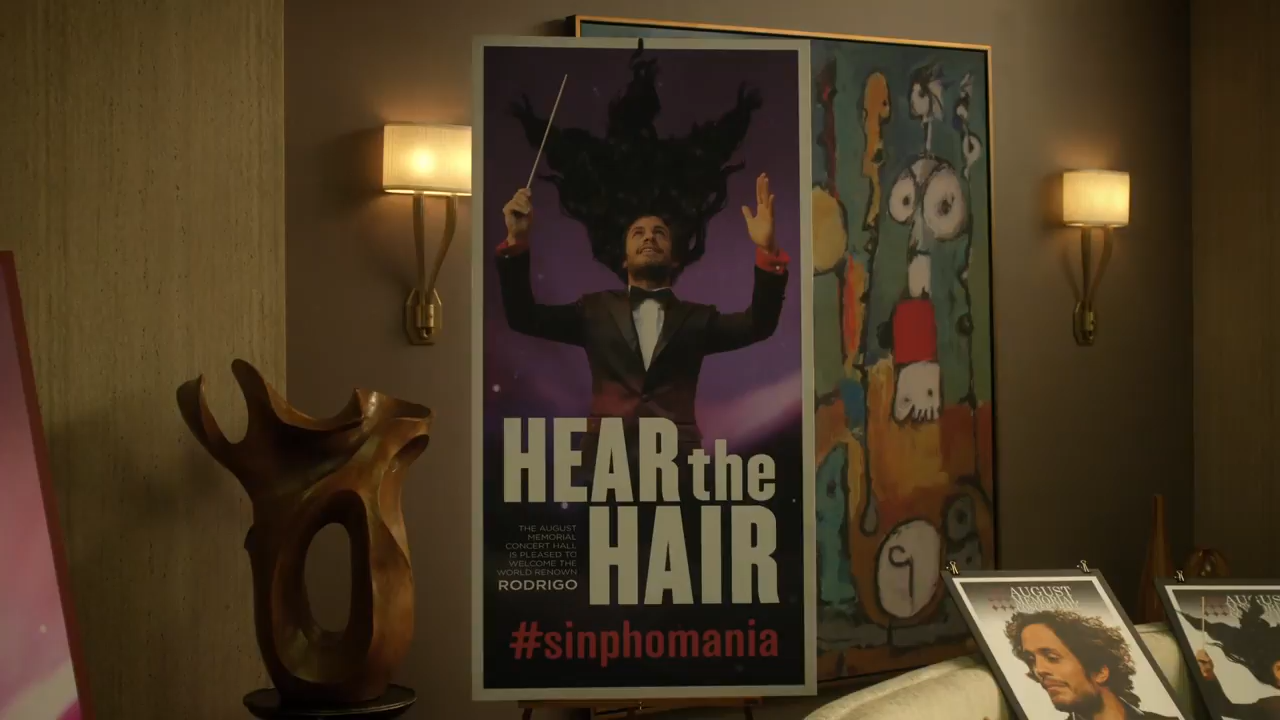 HEAR the
HAIR
THE AUGUST
MEMORIAL
CONCERT HALL
IS PLEASED TO
WELCOME THE
WORLD RENOWN
RODRIGO
#sinphomania
AUGUST